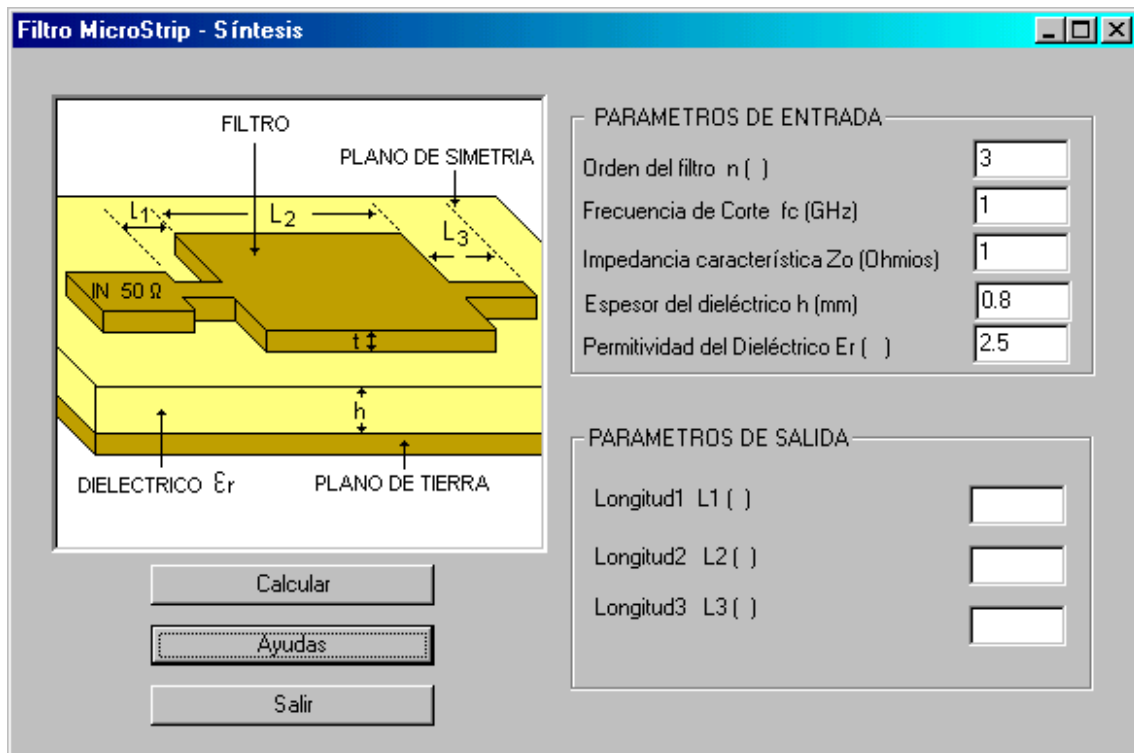 Filtro MicroStrip - Síntesis
FILTRO
PLANO DE SIMETRIA
L1
L2
L3
IN 50 Ω
t
h
DIELECTRICO Ɛr
PLANO DE TIERRA
Calcular
Ayudas
Salir
PARAMETROS DE ENTRADA
Orden del filtro n ( ) 3
Frecuencia de Corte fc (GHz) 1
Impedancia característica Zo (Ohmios) 1
Espesor del dieléctrico h (mm) 0.8
Permitividad del Dieléctrico Er ( ) 2.5
PARAMETROS DE SALIDA
Longitud1 L1 ( )
Longitud2 L2 ( )
Longitud3 L3 ( )